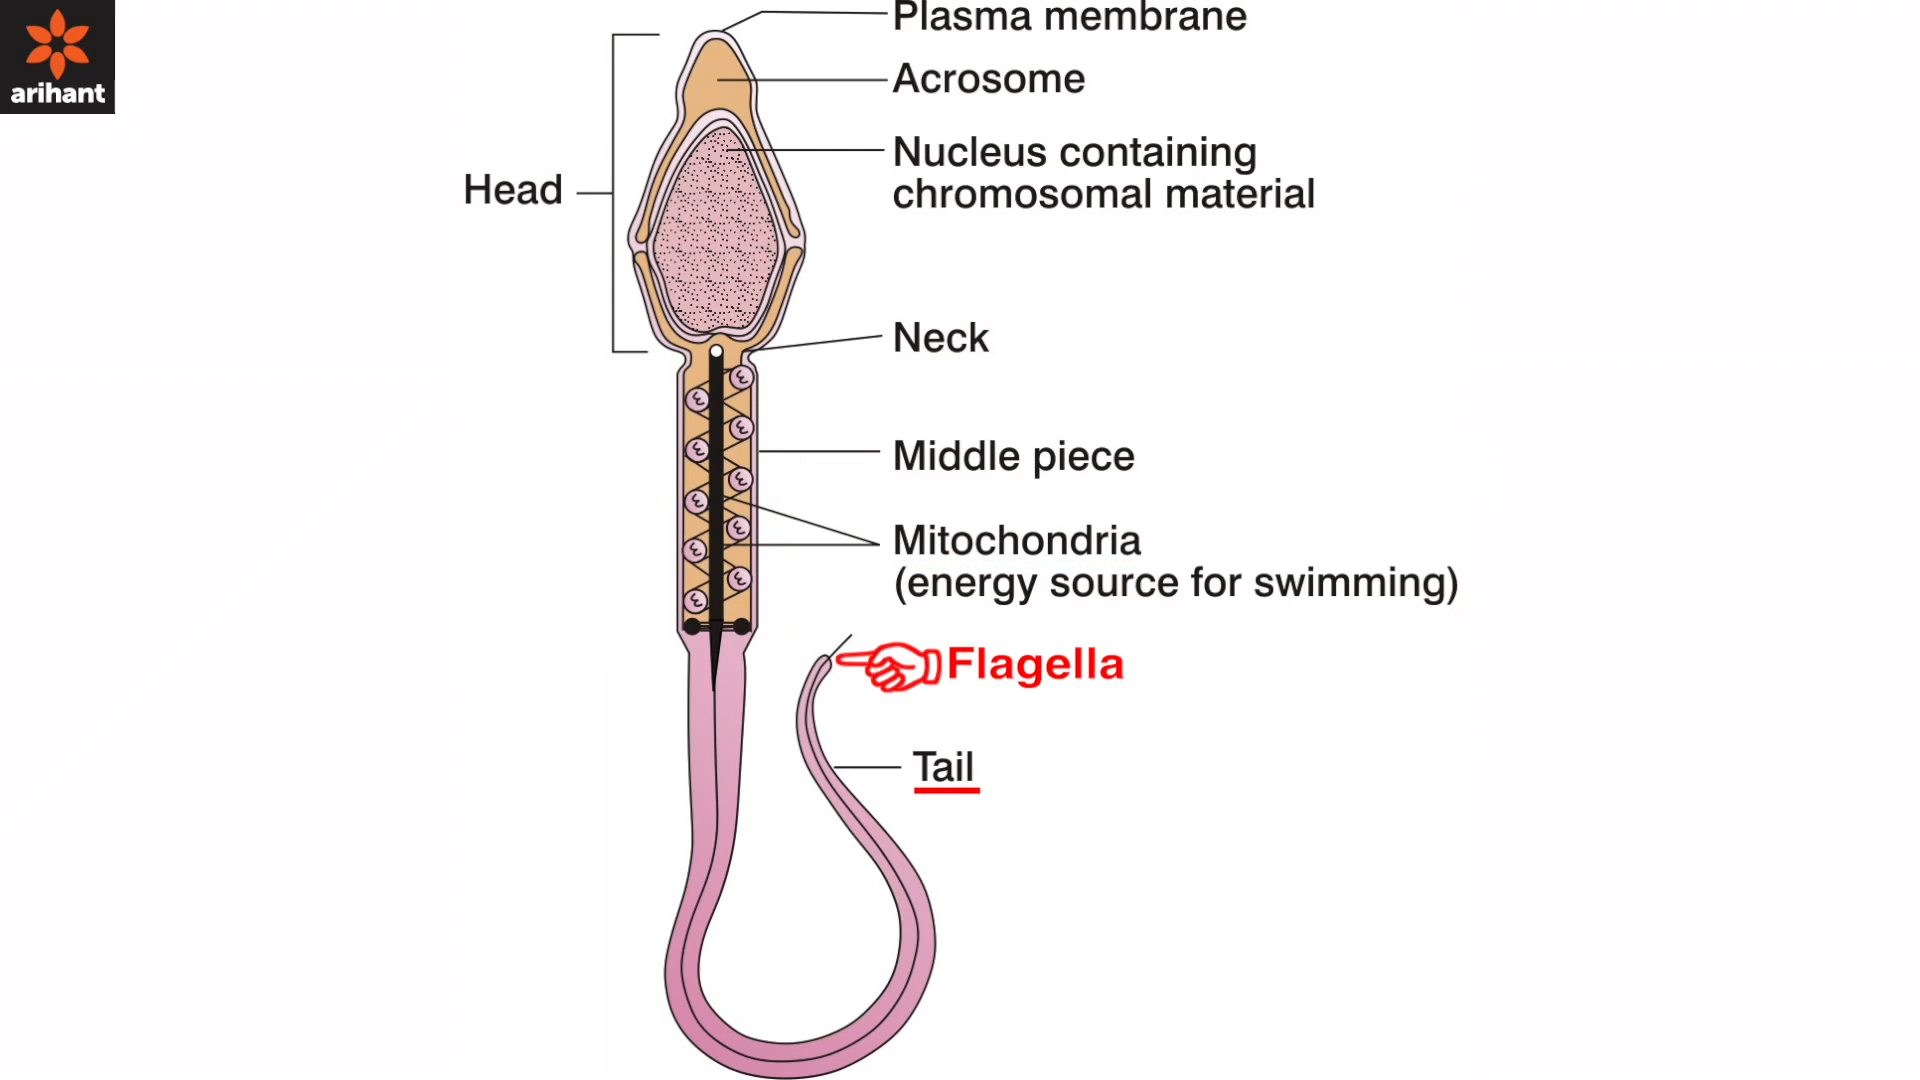 arihant
Plasma membrane
Acrosome
Nucleus containing
chromosomal material
Head
Neck
Middle piece
Mitochondria
(energy source for swimming)
Flagella
Tail